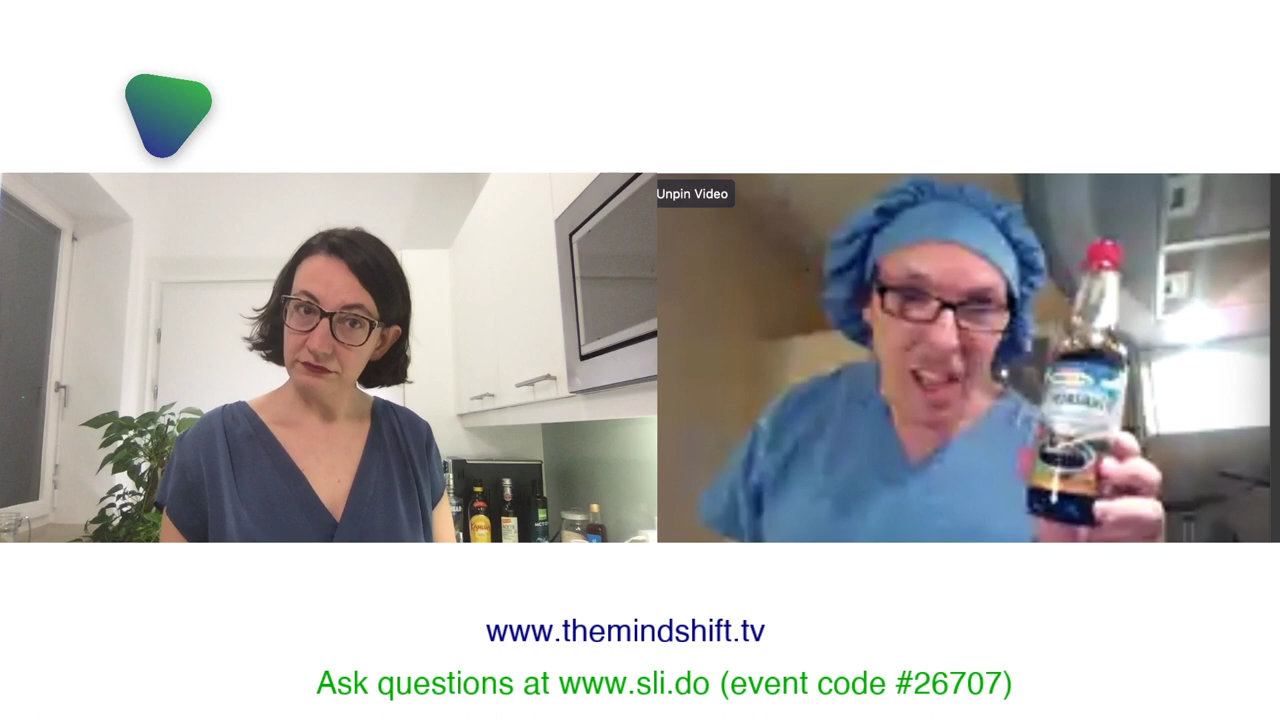 Unpin Video
www.themindshift.tv
Ask questions at www.sli.do (event code #26707)